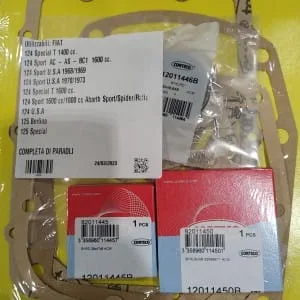 Utilizzabili: FIAT
124 Special T 1400 cc.
124 Sport AC - AS - BC1 1600 cc.
124 Sport U.S.A 1968/1969
124 Sport U.S.A 1970/1973
124 Special T 1600 cc.
124 Sport 1600 cc/1800 cc Abarth Sport/Spider/Rally
124 U.S.A
125 Berlina
125 Special
COMPLETA DI PARAOLI
24/03/2023
CORTECO
12011446B
82011445
1 PCS
CORTECO
12011445B
82011450
1 PCS
CORTECO
12011450B